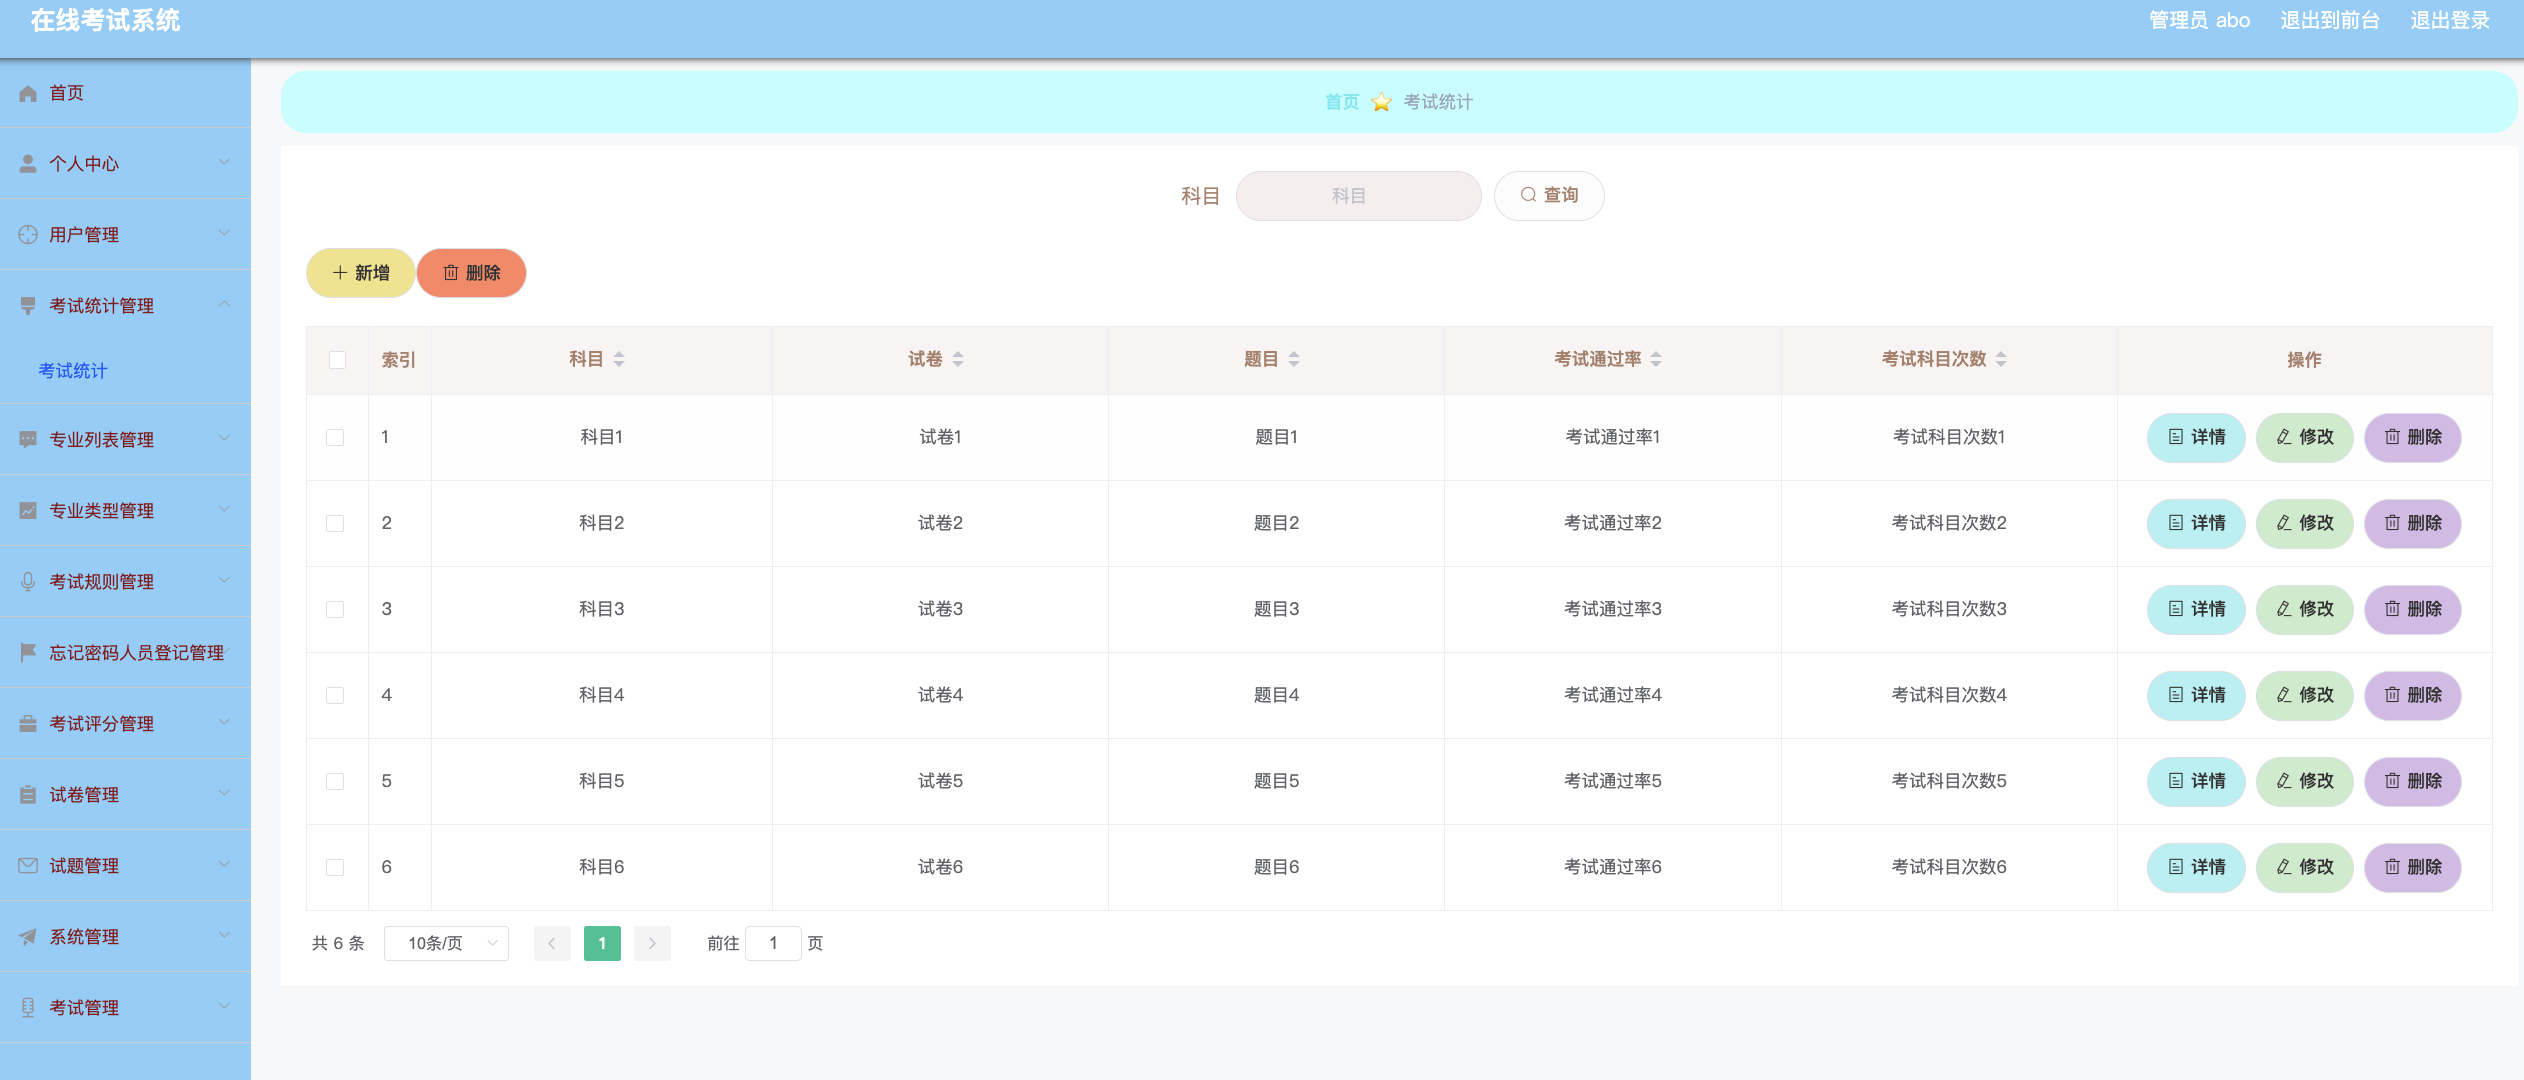 在线考试系统
管理员 abo 退出到前台 退出登录
首页
个人中心
用户管理
考试统计管理
考试统计
专业列表管理
专业类型管理
考试规则管理
忘记密码人员登记管理
考试评分管理
试卷管理
试题管理
系统管理
考试管理
首页 考试统计
科目 科目 查询
新增 删除
索引 科目 试卷 题目 考试通过率 考试科目次数 操作
1 科目1 试卷1 题目1 考试通过率1 考试科目次数1 详情 修改 删除
2 科目2 试卷2 题目2 考试通过率2 考试科目次数2 详情 修改 删除
3 科目3 试卷3 题目3 考试通过率3 考试科目次数3 详情 修改 删除
4 科目4 试卷4 题目4 考试通过率4 考试科目次数4 详情 修改 删除
5 科目5 试卷5 题目5 考试通过率5 考试科目次数5 详情 修改 删除
6 科目6 试卷6 题目6 考试通过率6 考试科目次数6 详情 修改 删除
共 6 条 10条/页 1 前往 1 页